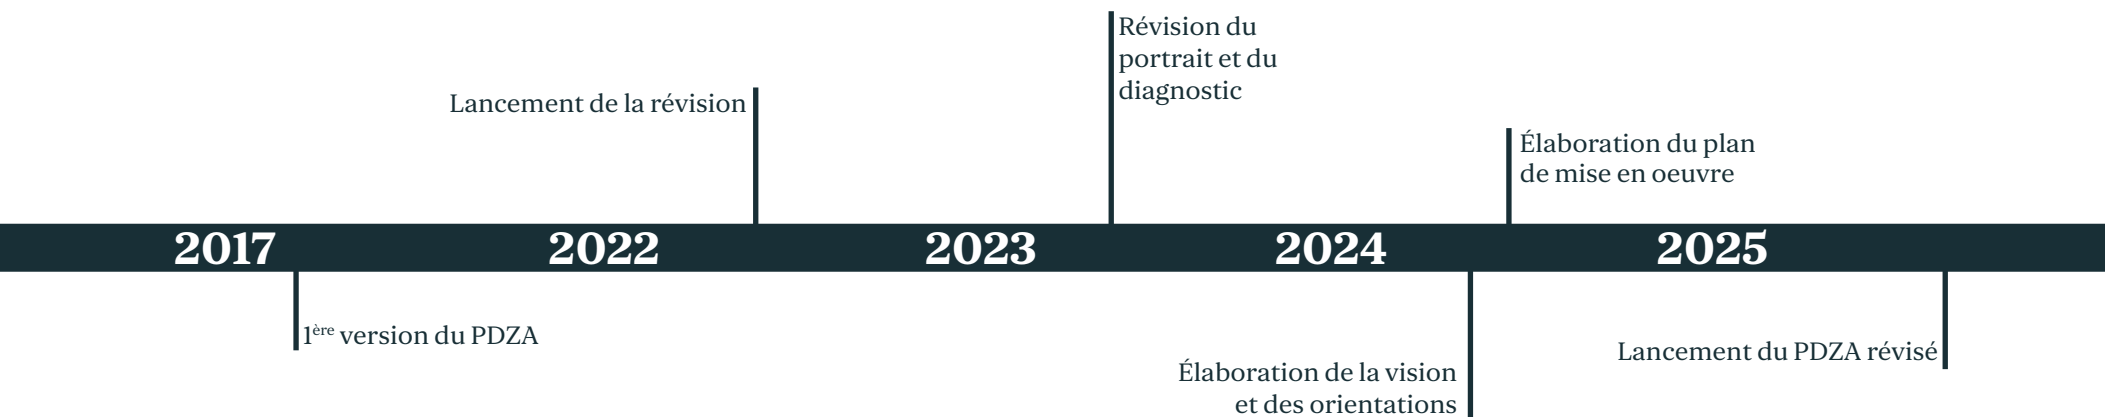 Révision du
portrait et du
diagnostic
Lancement de la révision
Élaboration du plan
de mise en oeuvre
2017 2022 2023 2024 2025
1ère version du PDZA
Lancement du PDZA révisé
Élaboration de la vision
et des orientations